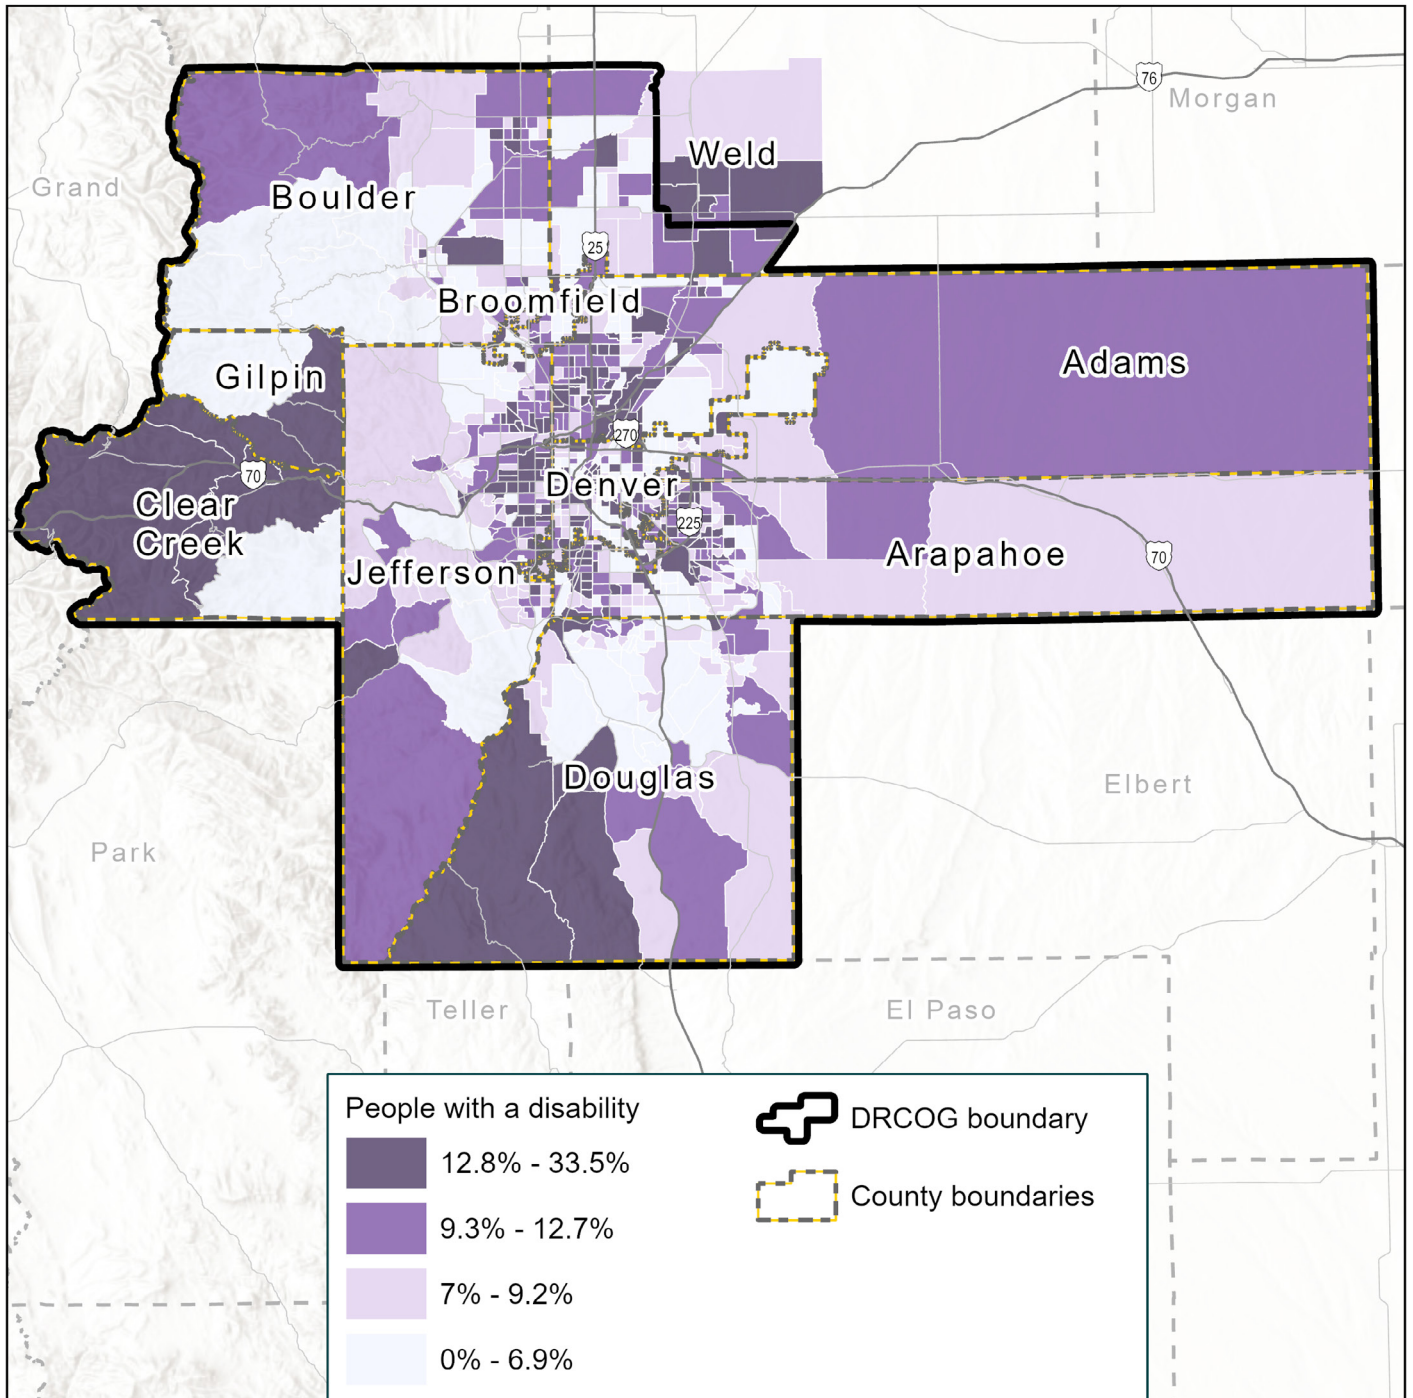 76
Morgan
Weld
Grand
Boulder
25
Broomfield
Adams
Gilpin
270
70
Denver
Clear
Creek
225
Arapahoe
70
Jefferson
Douglas
Elbert
Park
Teller
El Paso
People with a disability
12.8% - 33.5%
9.3% - 12.7%
7% - 9.2%
0% - 6.9%
DRCOG boundary
County boundaries